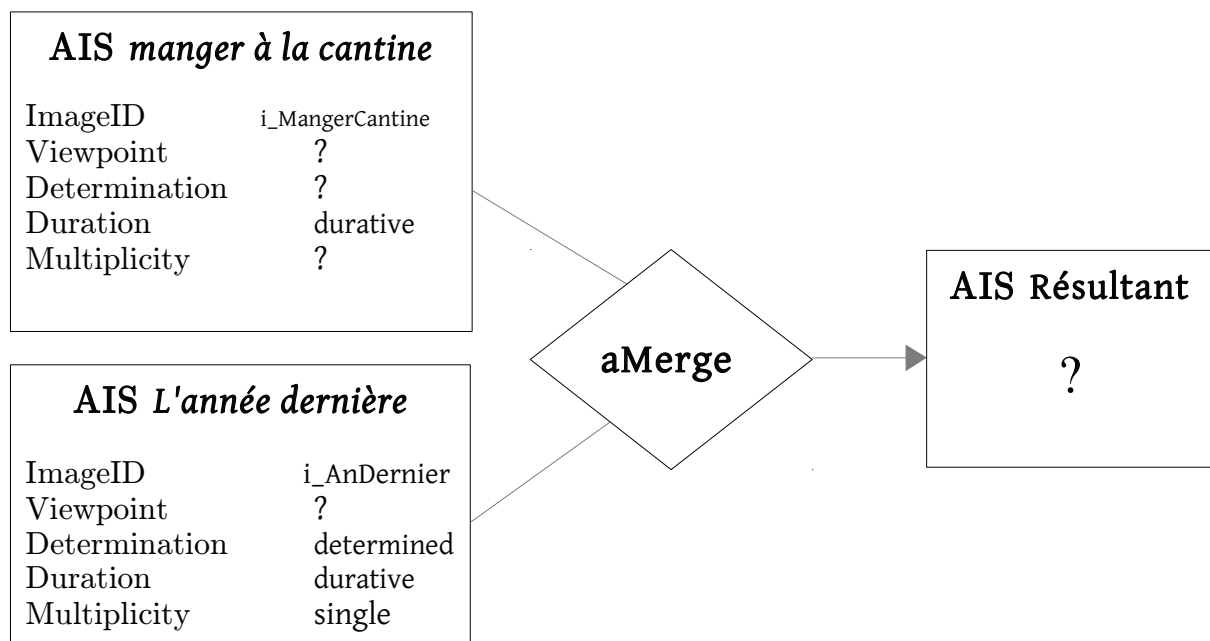 AIS manger à la cantine
ImageID i_MangerCantine
Viewpoint ?
Determination ?
Duration durative
Multiplicity ?
AIS L'année dernière
ImageID i_AnDernier
Viewpoint ?
Determination determined
Duration durative
Multiplicity single
aMerge
AIS Résultant
?